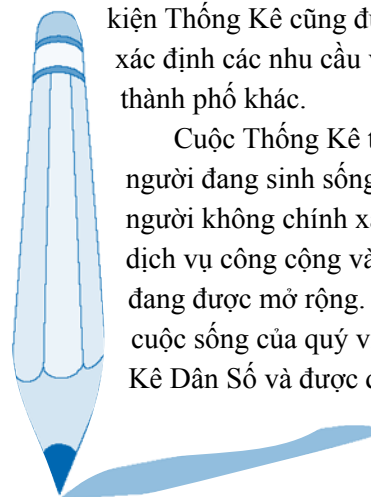 kiện Thống Kê cũng
xác định các nhu cầu
thành phố khác.
Cuộc Thống Kê
người đang sinh sống
người không chính
dịch vụ công cộng và
đang được mở rộng.
cuộc sống của quý
Kê Dân Số và được